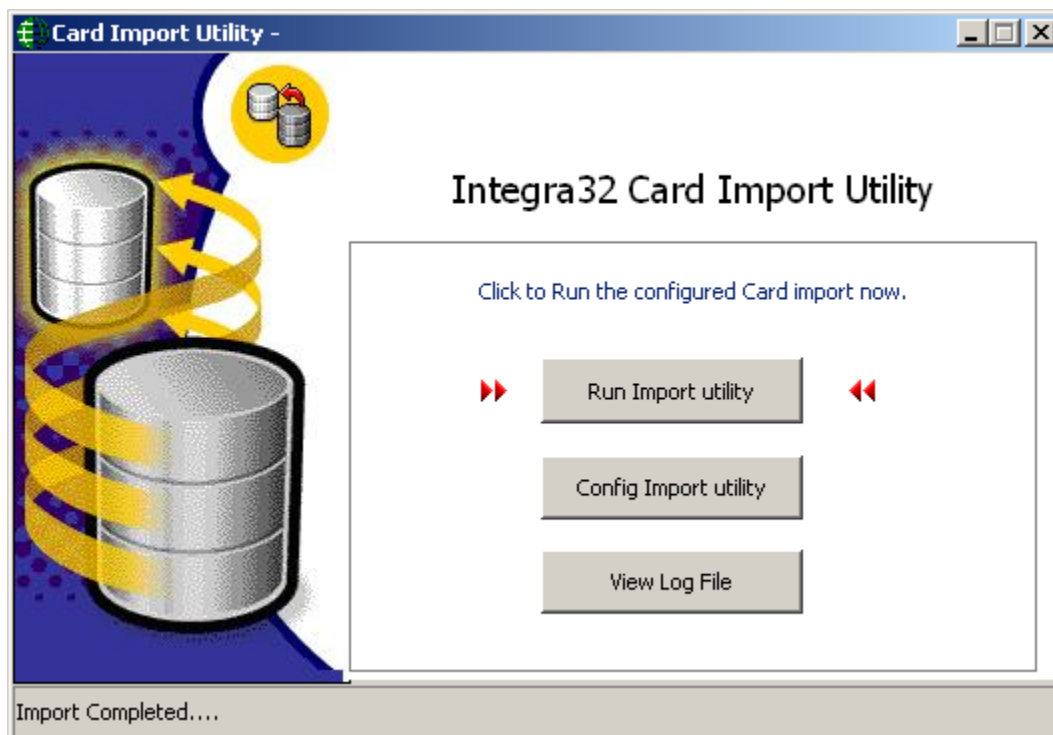 Card Import Utility -
Integra32 Card Import Utility
Click to Run the configured Card import now.
Run Import utility
Config Import utility
View Log File
Import Completed....